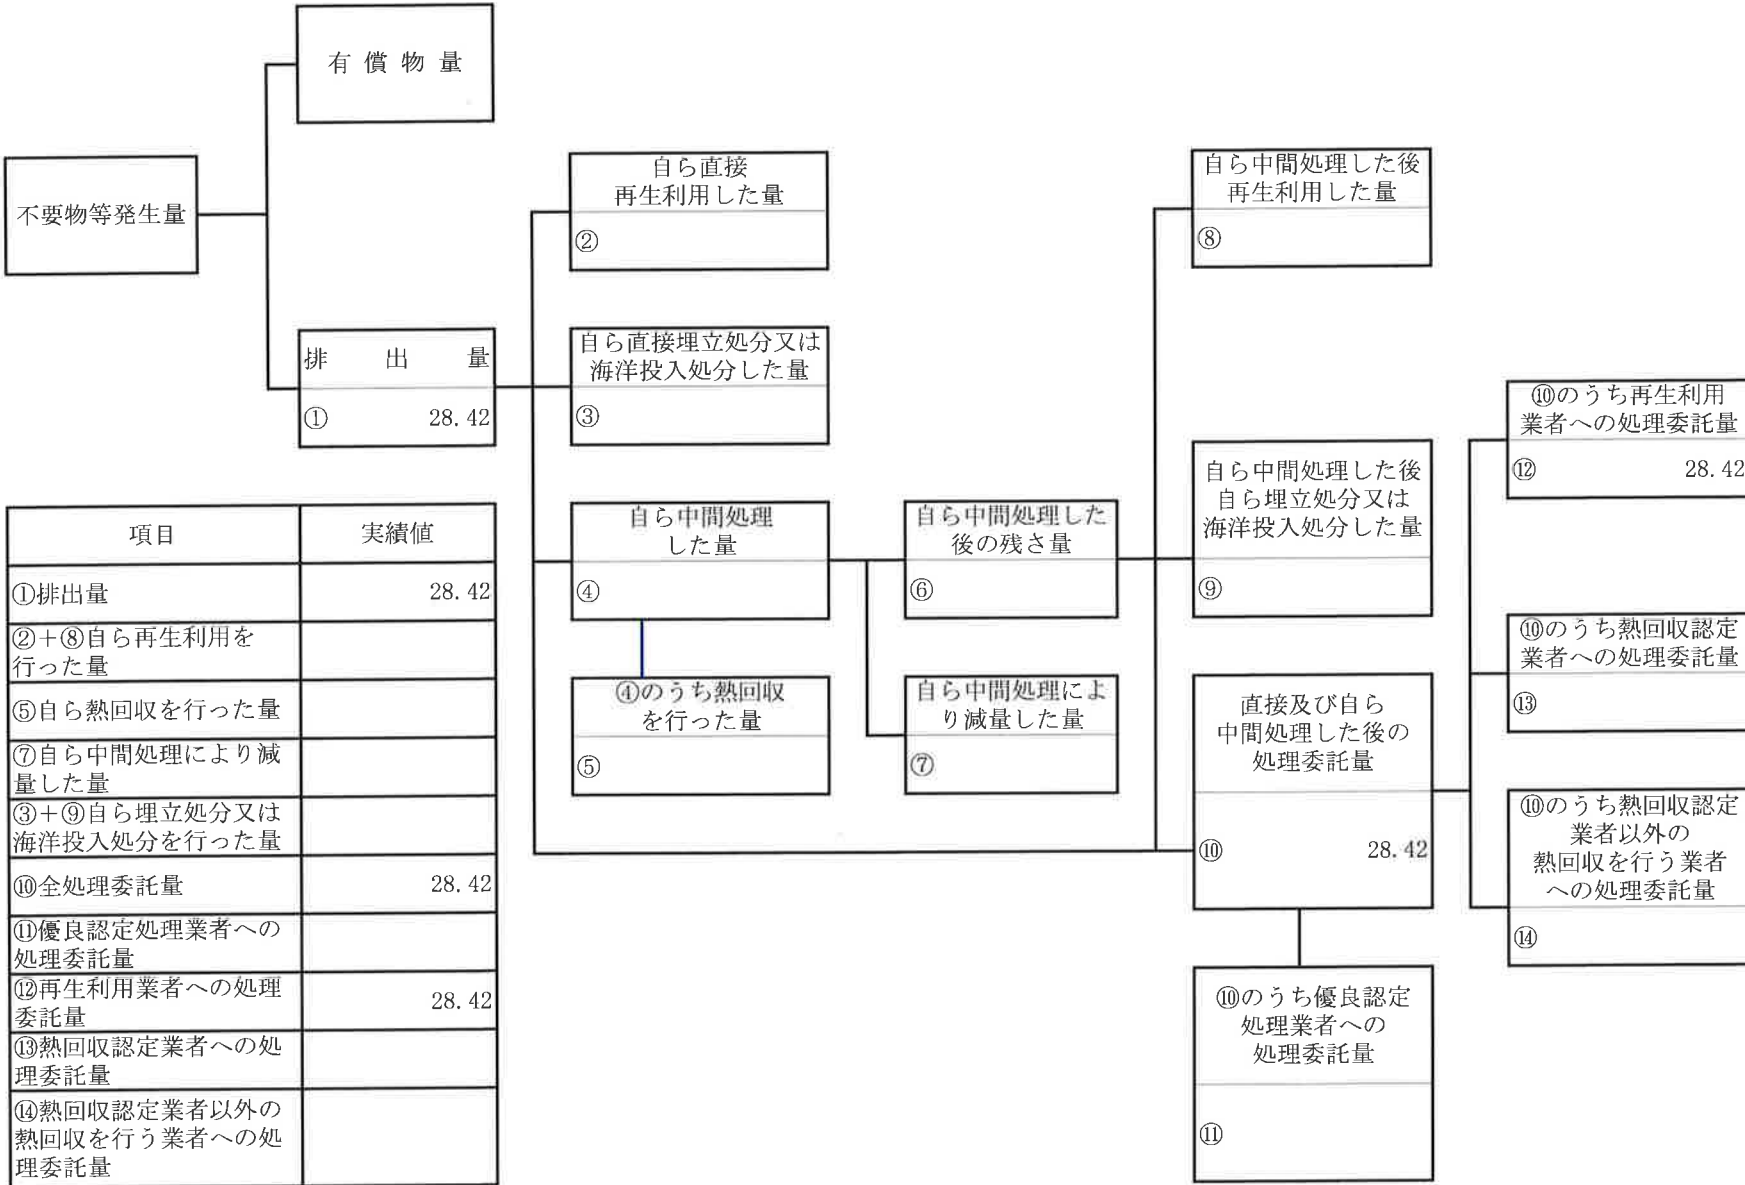 有償物量
不要物等発生量
排出量
① 28.42
自ら直接
再生利用した量
②
自ら直接埋立処分又は
海洋投入処分した量
③
自ら中間処理
した量
④
④のうち熱回収
を行った量
⑤
自ら中間処理した
後の残さ量
⑥
自ら中間処理によ
り減量した量
⑦
自ら中間処理した後
再生利用した量
⑧
自ら中間処理した後
自ら埋立処分又は
海洋投入処分した量
⑨
直接及び自ら
中間処理した後の
処理委託量
⑩ 28.42
⑩のうち優良認定
処理業者への
処理委託量
⑪
⑩のうち再生利用
業者への処理委託量
⑫ 28.42
⑩のうち熱回収認定
業者への処理委託量
⑬
⑩のうち熱回収認定
業者以外の
熱回収を行う業者
への処理委託量
⑭
項目 実績値
①排出量 28.42
②+⑧自ら再生利用を
行った量
⑤自ら熱回収を行った量
⑦自ら中間処理により減
量した量
③+⑨自ら埋立処分又は
海洋投入処分を行った量
⑩全処理委託量 28.42
⑪優良認定処理業者への
処理委託量
⑫再生利用業者への処理
委託量 28.42
⑬熱回収認定業者への処
理委託量
⑭熱回収認定業者以外の
熱回収を行う業者への処
理委託量